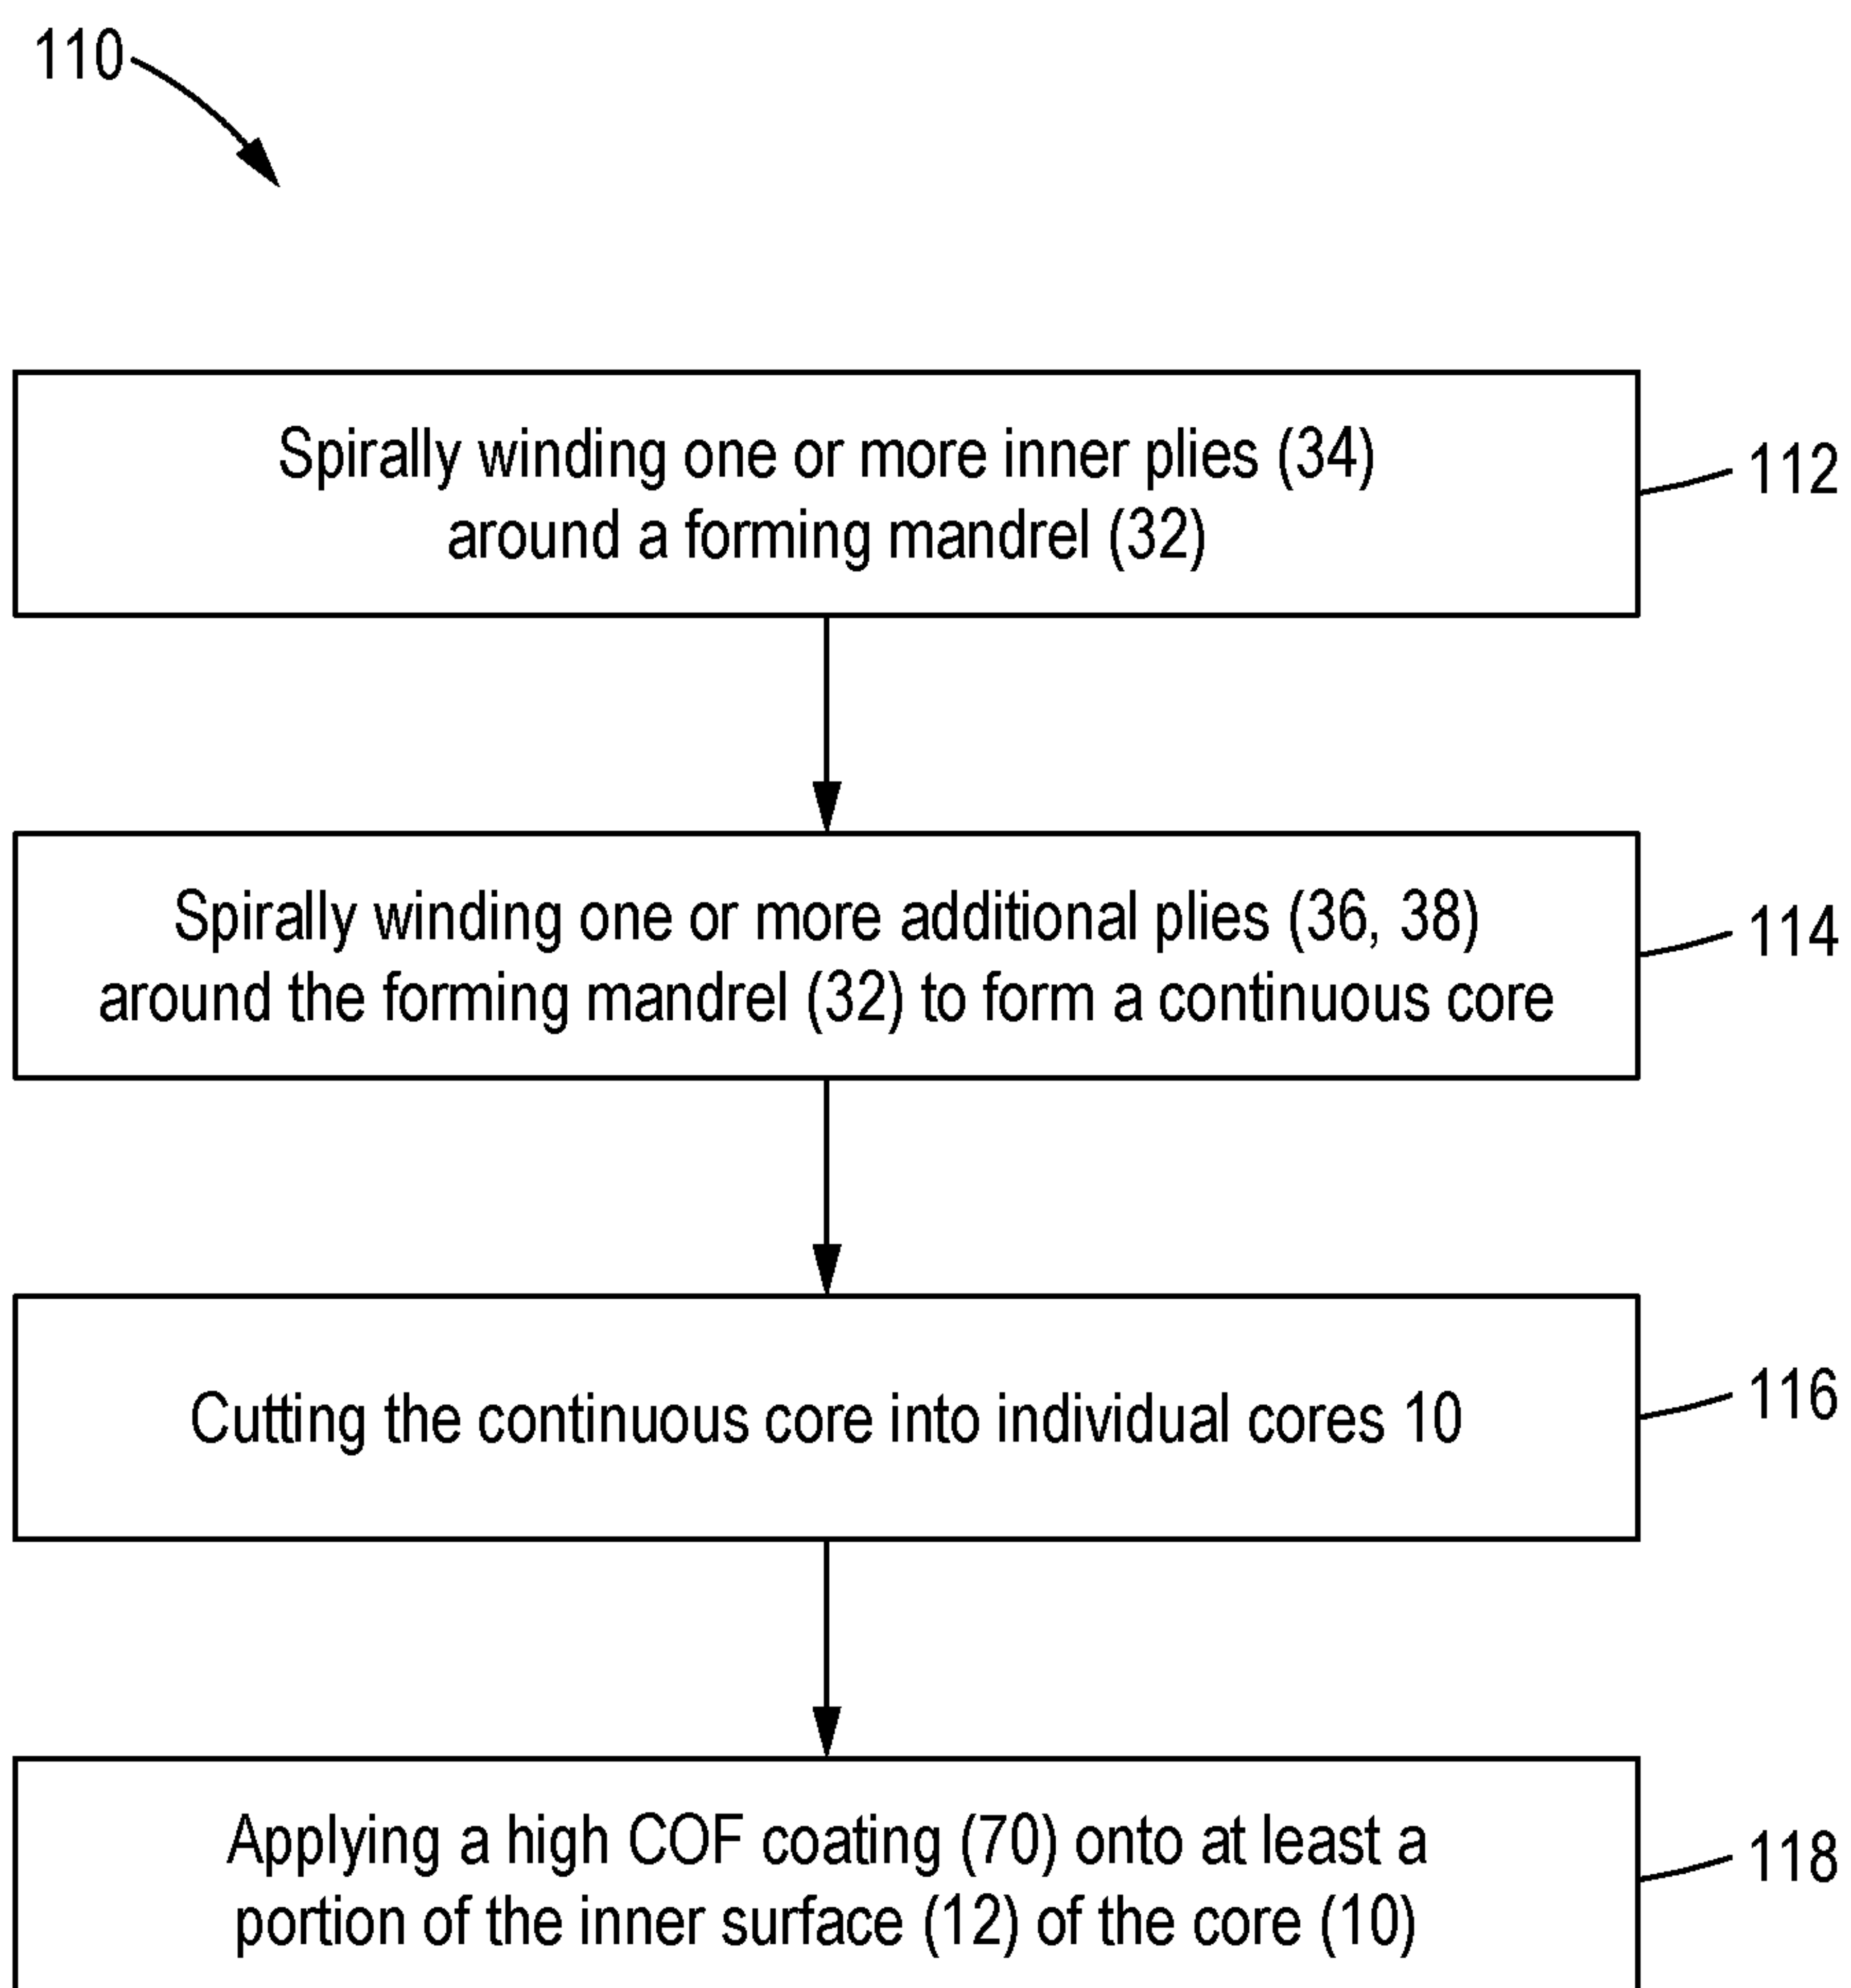 110
Spirally winding one or more inner plies (34)
around a forming mandrel (32)
112
Spirally winding one or more additional plies (36, 38)
around the forming mandrel (32) to form a continuous core
114
Cutting the continuous core into individual cores 10
116
Applying a high COF coating (70) onto at least a
portion of the inner surface (12) of the core (10)
118